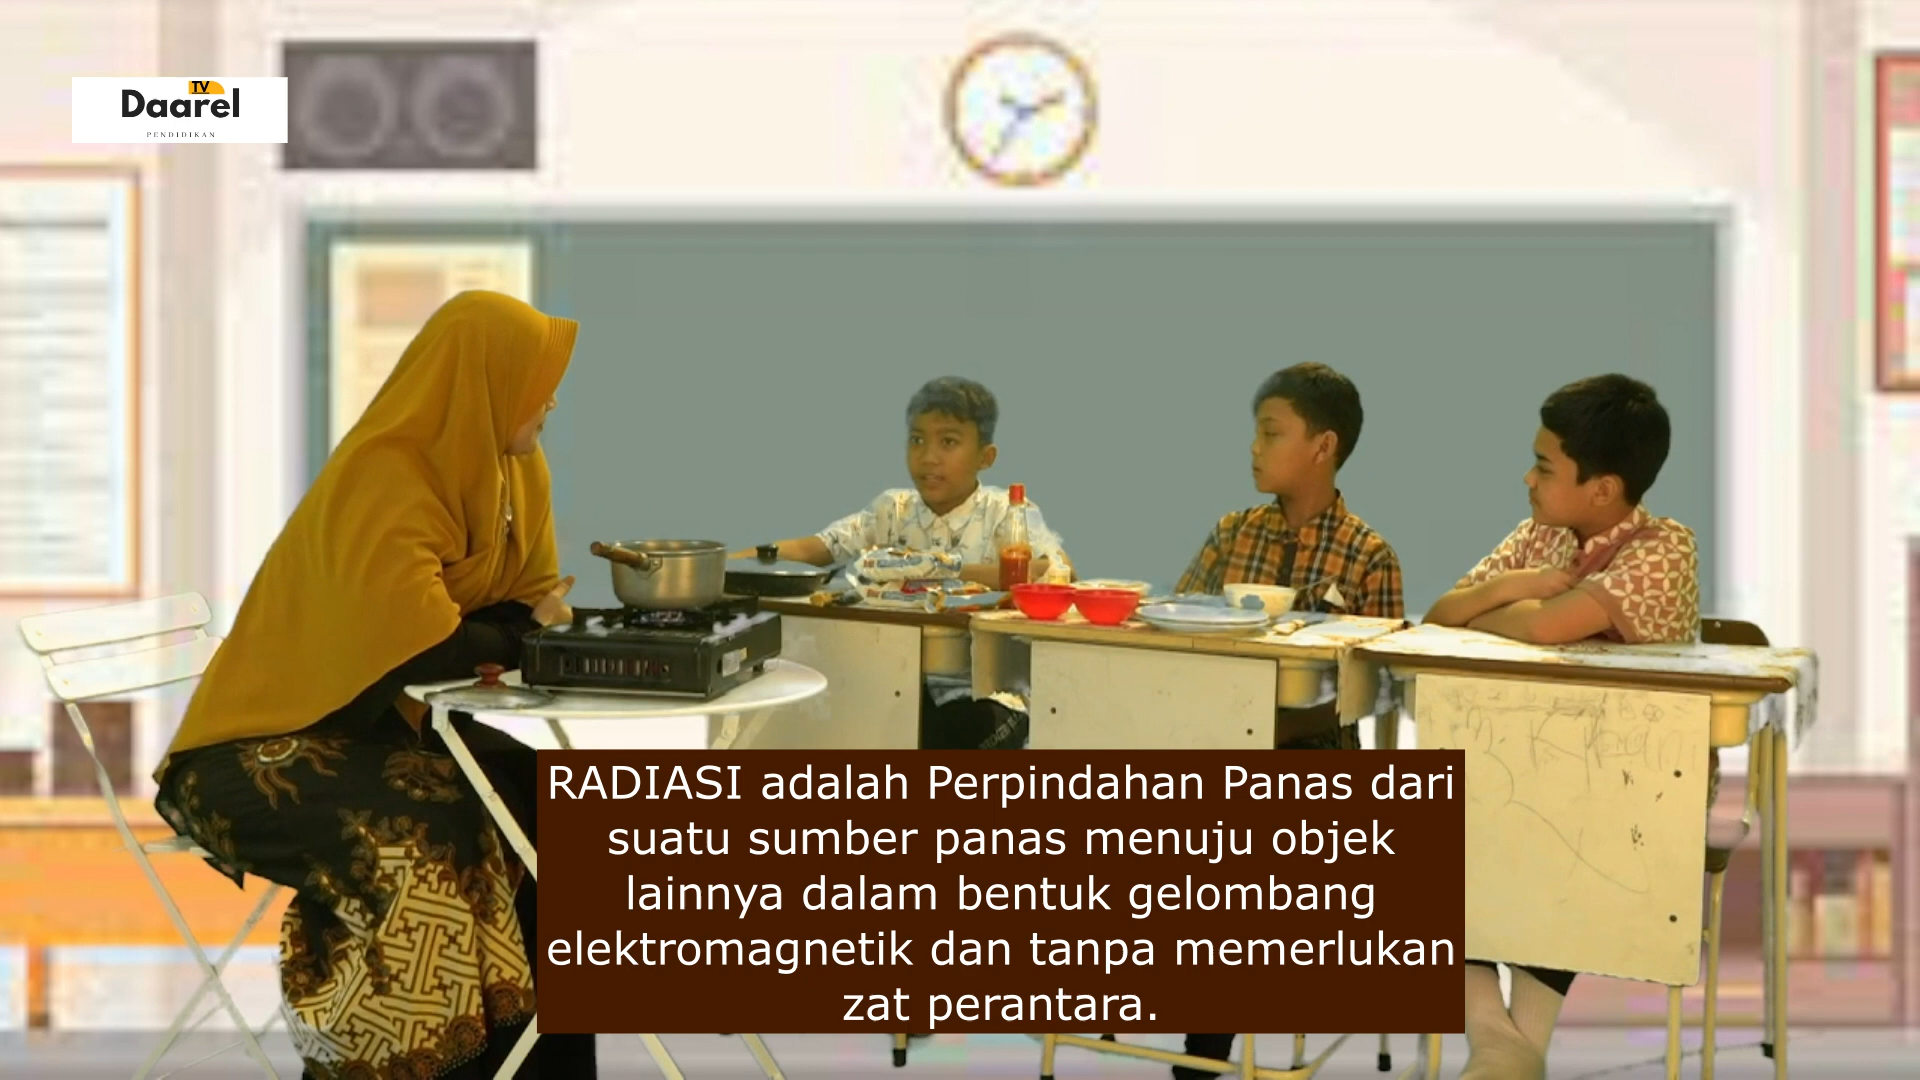 TV
Daarel
PENDIDIKAN
RADIASI adalah Perpindahan Panas dari
suatu sumber panas menuju objek
lainnya dalam bentuk gelombang
elektromagnetik dan tanpa memerlukan
zat perantara.